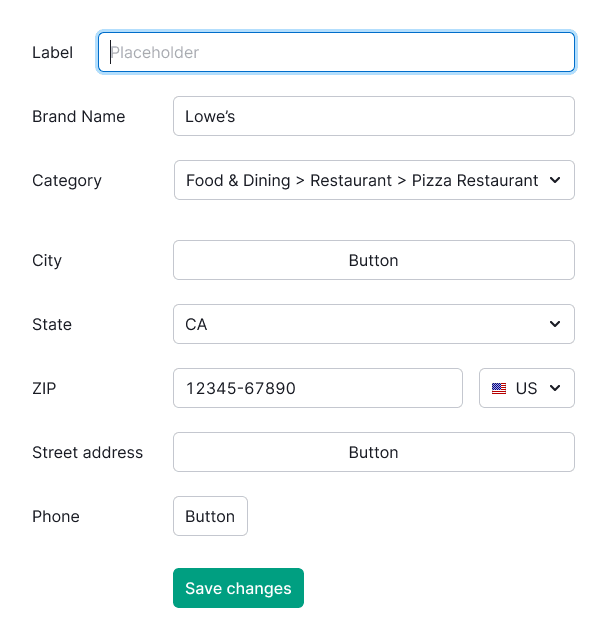 Label Placeholder
Brand Name Lowe’s
Category Food & Dining > Restaurant > Pizza Restaurant
City Button
State CA
ZIP 12345-67890 US
Street address Button
Phone Button
Save changes